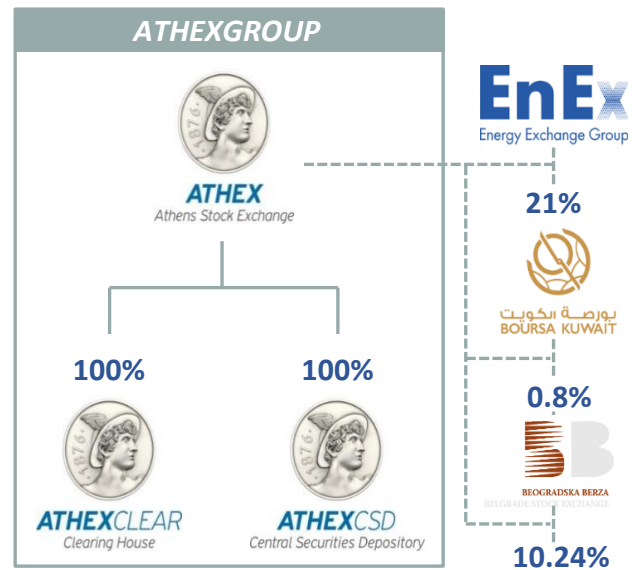 ATHEXGROUP
·1876·
ATHEX
Athens Stock Exchange
100%
100%
·1876·
ATHEXCLEAR
Clearing House
·1876·
ATHEXCSD
Central Securities Depository
EnEx
Energy Exchange Group
21%
بورصة الكويت
BOURSA KUWAIT
0.8%
BEOGRADSKA BERZA
BELGRADE STOCK EXCHANGE
10.24%